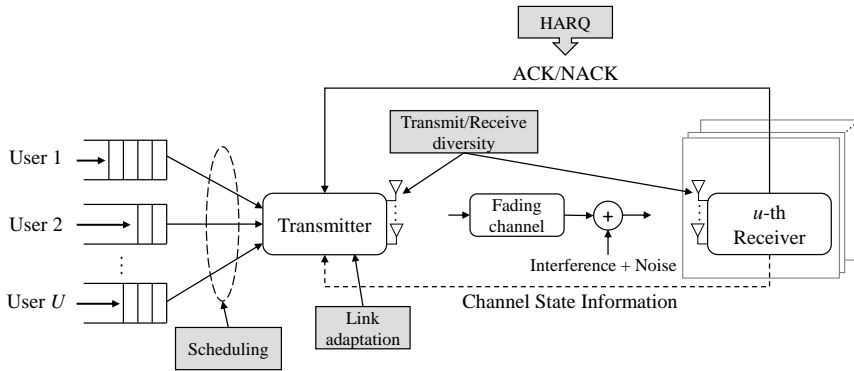 HARQ
ACK/NACK
Transmit/Receive
diversity
User 1
User 2
User U
Transmitter
Fading
channel
+
u-th
Receiver
Interference + Noise
Channel State Information
Scheduling
Link
adaptation